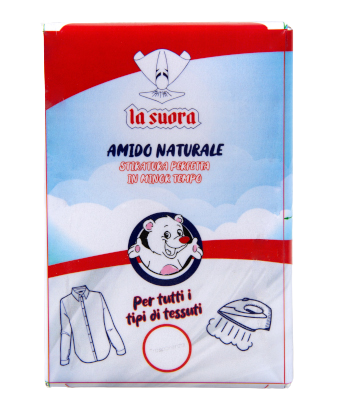 la suora
AMIDO NATURALE
STIRATURA PERFETTA
IN MINOR TEMPO
Per tutti i
tipi di tessuti